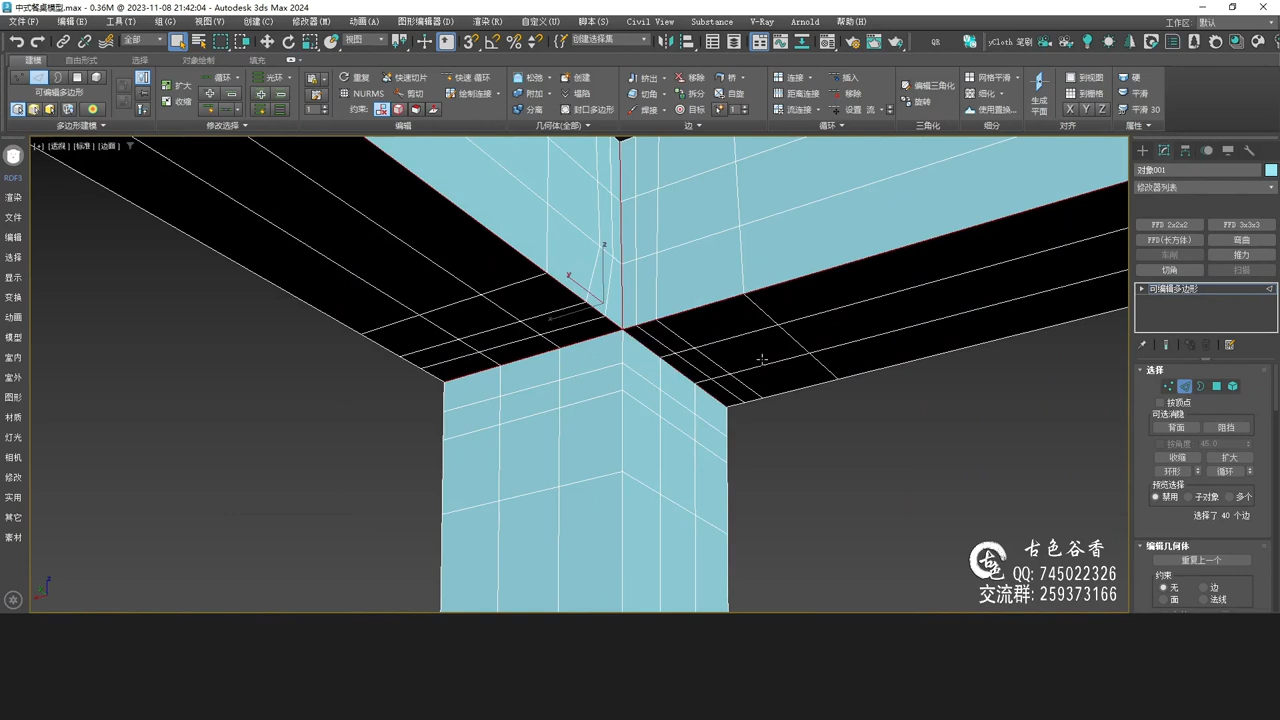 中式餐桌模型.max - 0.36M @ 2023-11-08 21:42:04 - Autodesk 3ds Max 2024
文件(F) 编辑(E) 工具(T) 组(G) 视图(V) 创建(C) 修改器(M) 动画(A) 图形编辑器(D) 渲染(R) 自定义(U) 脚本(S) Civil View Substance V-Ray Arnold 帮助(H)
工作区: 默认
全部 视图 创建选择集 QR yCloth 笔刷
建模 自由形式 选择 对象绘制 填充
可编辑多边形 扩大 收缩 循环 光环 重复 快速切片 快速 循环 NURMS 剪切 绘制连接 约束: 松弛 创建 附加 塌陷 分离 封口多边形 挤出 移除 桥 切角 拆分 自旋 焊接 目标 1 连接 插入 距离连接 移除 流连接 设置 流 编辑三角化 旋转 网格平滑 细化 使用置换... 生成平面 到视图 到栅格 X Y Z 硬 平滑 平滑 30
多边形建模 修改选择 编辑 几何体(全部) 边 循环 三角化 细分 对齐 属性
[+] [透视] [标准] [边面]
RDF3
渲染
文件
编辑
选择
显示
变换
动画
模型
室内
室外
图形
材质
灯光
相机
修改
实用
其它
素材
z
y
z
对象001
修改器列表
FFD 2x2x2 FFD 3x3x3
FFD(长方体) 弯曲
车削 推力
切角 扫描
可编辑多边形
选择
按顶点
可选消隐
背面 阻挡
按角度 45.0
收缩 扩大
环形 循环
预览选择
禁用 子对象 多个
选择了 40 个边
编辑几何体
重复上一个
约束
无 边
面 法线
古色 古色谷香
QQ: 745022326
交流群: 259373166